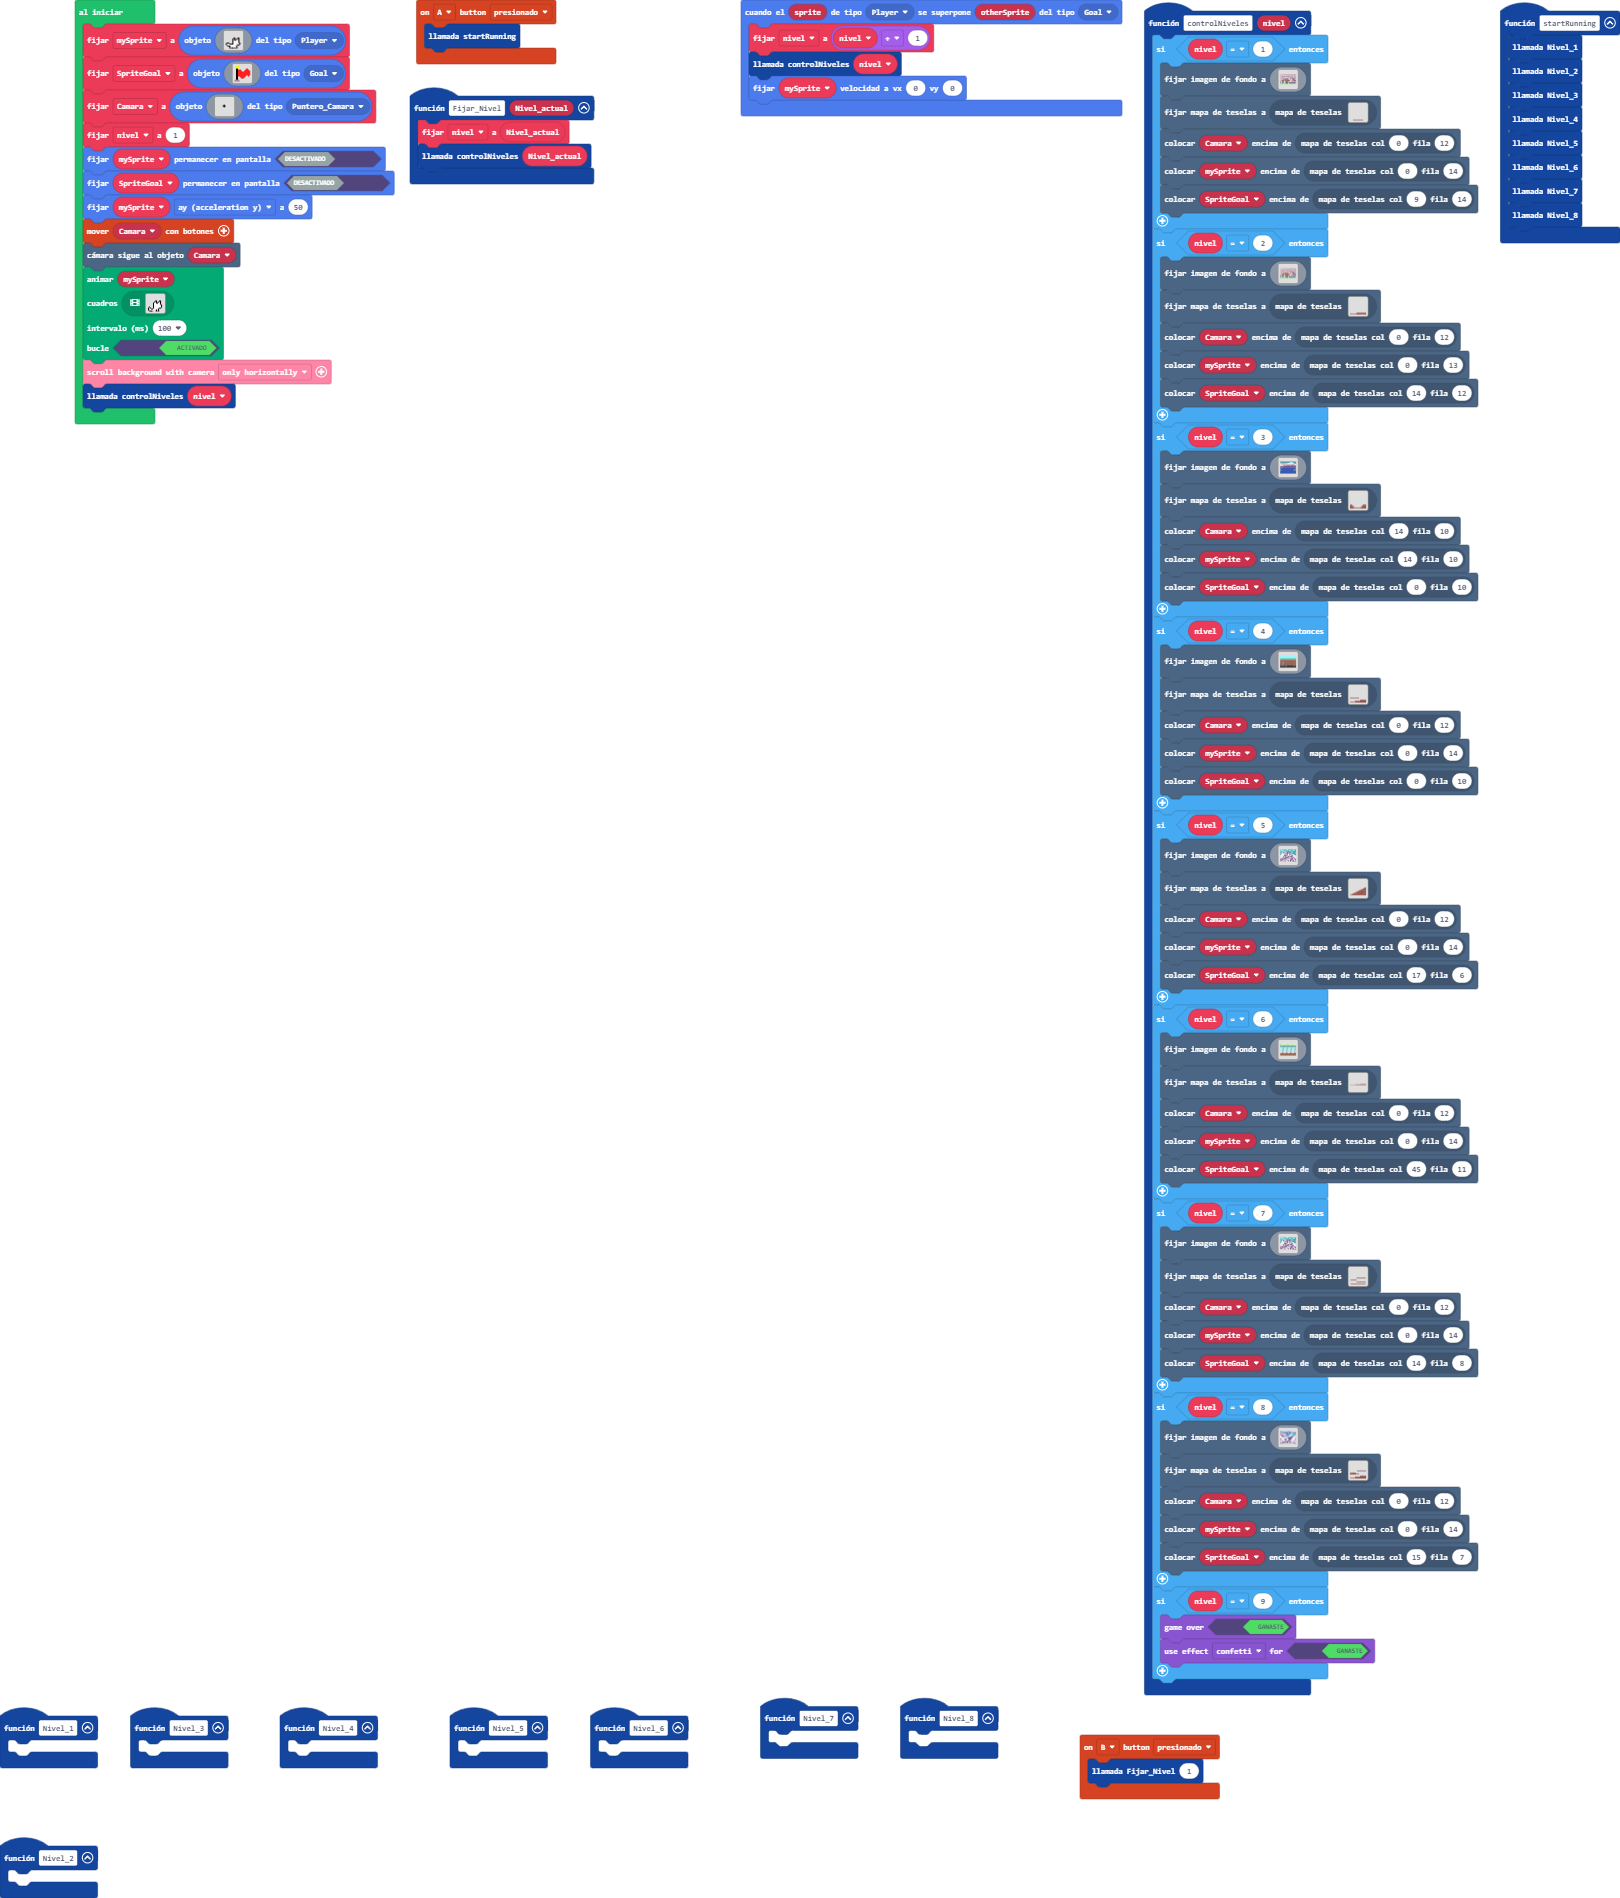 al iniciar
fijar mySprite a objeto del tipo Player
fijar SpriteGoal a objeto del tipo Goal
fijar Camara a objeto del tipo Puntero_Camara
fijar nivel a 1
fijar mySprite permanecer en pantalla DESACTIVADO
fijar SpriteGoal permanecer en pantalla DESACTIVADO
fijar mySprite ay (acceleration y) a 50
mover Camara con botones
cámara sigue al objeto Camara
animar mySprite
cuadros
intervalo (ms) 100
bucle ACTIVADO
scroll background with camera only horizontally
llamada controlNiveles nivel
on A button presionado
llamada startRunning
función Fijar_Nivel Nivel_actual
fijar nivel a Nivel_actual
llamada controlNiveles Nivel_actual
cuando el sprite de tipo Player se superpone otherSprite del tipo Goal
fijar nivel a nivel + 1
llamada controlNiveles nivel
fijar mySprite velocidad a vx 0 vy 0
función controlNiveles nivel
si nivel = 1 entonces
fijar imagen de fondo a
fijar mapa de teselas a mapa de teselas
colocar Camara encima de mapa de teselas col 0 fila 12
colocar mySprite encima de mapa de teselas col 0 fila 14
colocar SpriteGoal encima de mapa de teselas col 9 fila 14
si nivel = 2 entonces
fijar imagen de fondo a
fijar mapa de teselas a mapa de teselas
colocar Camara encima de mapa de teselas col 0 fila 12
colocar mySprite encima de mapa de teselas col 0 fila 13
colocar SpriteGoal encima de mapa de teselas col 14 fila 12
si nivel = 3 entonces
fijar imagen de fondo a
fijar mapa de teselas a mapa de teselas
colocar Camara encima de mapa de teselas col 14 fila 10
colocar mySprite encima de mapa de teselas col 14 fila 10
colocar SpriteGoal encima de mapa de teselas col 0 fila 10
si nivel = 4 entonces
fijar imagen de fondo a
fijar mapa de teselas a mapa de teselas
colocar Camara encima de mapa de teselas col 0 fila 12
colocar mySprite encima de mapa de teselas col 0 fila 14
colocar SpriteGoal encima de mapa de teselas col 0 fila 10
si nivel = 5 entonces
fijar imagen de fondo a
fijar mapa de teselas a mapa de teselas
colocar Camara encima de mapa de teselas col 0 fila 12
colocar mySprite encima de mapa de teselas col 0 fila 14
colocar SpriteGoal encima de mapa de teselas col 17 fila 6
si nivel = 6 entonces
fijar imagen de fondo a
fijar mapa de teselas a mapa de teselas
colocar Camara encima de mapa de teselas col 0 fila 12
colocar mySprite encima de mapa de teselas col 0 fila 14
colocar SpriteGoal encima de mapa de teselas col 45 fila 11
si nivel = 7 entonces
fijar imagen de fondo a
fijar mapa de teselas a mapa de teselas
colocar Camara encima de mapa de teselas col 0 fila 12
colocar mySprite encima de mapa de teselas col 0 fila 14
colocar SpriteGoal encima de mapa de teselas col 14 fila 8
si nivel = 8 entonces
fijar imagen de fondo a
fijar mapa de teselas a mapa de teselas
colocar Camara encima de mapa de teselas col 0 fila 12
colocar mySprite encima de mapa de teselas col 0 fila 14
colocar SpriteGoal encima de mapa de teselas col 15 fila 7
si nivel = 9 entonces
game over GANASTE
use effect confetti for GANASTE
función startRunning
llamada Nivel_1
llamada Nivel_2
llamada Nivel_3
llamada Nivel_4
llamada Nivel_5
llamada Nivel_6
llamada Nivel_7
llamada Nivel_8
función Nivel_1
función Nivel_3
función Nivel_4
función Nivel_5
función Nivel_6
función Nivel_7
función Nivel_8
on B button presionado
llamada Fijar_Nivel 1
función Nivel_2